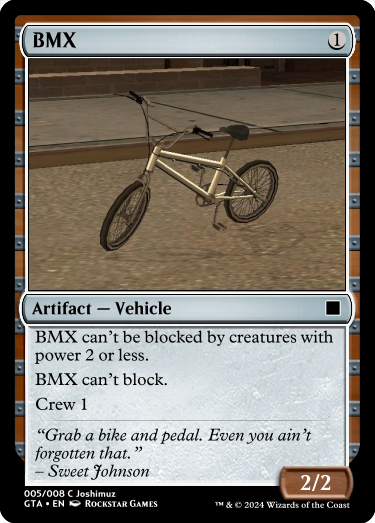 BMX 1
Artifact — Vehicle
BMX can't be blocked by creatures with
power 2 or less.
BMX can't block.
Crew 1
"Grab a bike and pedal. Even you ain't
forgotten that."
– Sweet Johnson
2/2
005/008 C Joshimuz
GTA • EN Rockstar Games
™ & © 2024 Wizards of the Coast